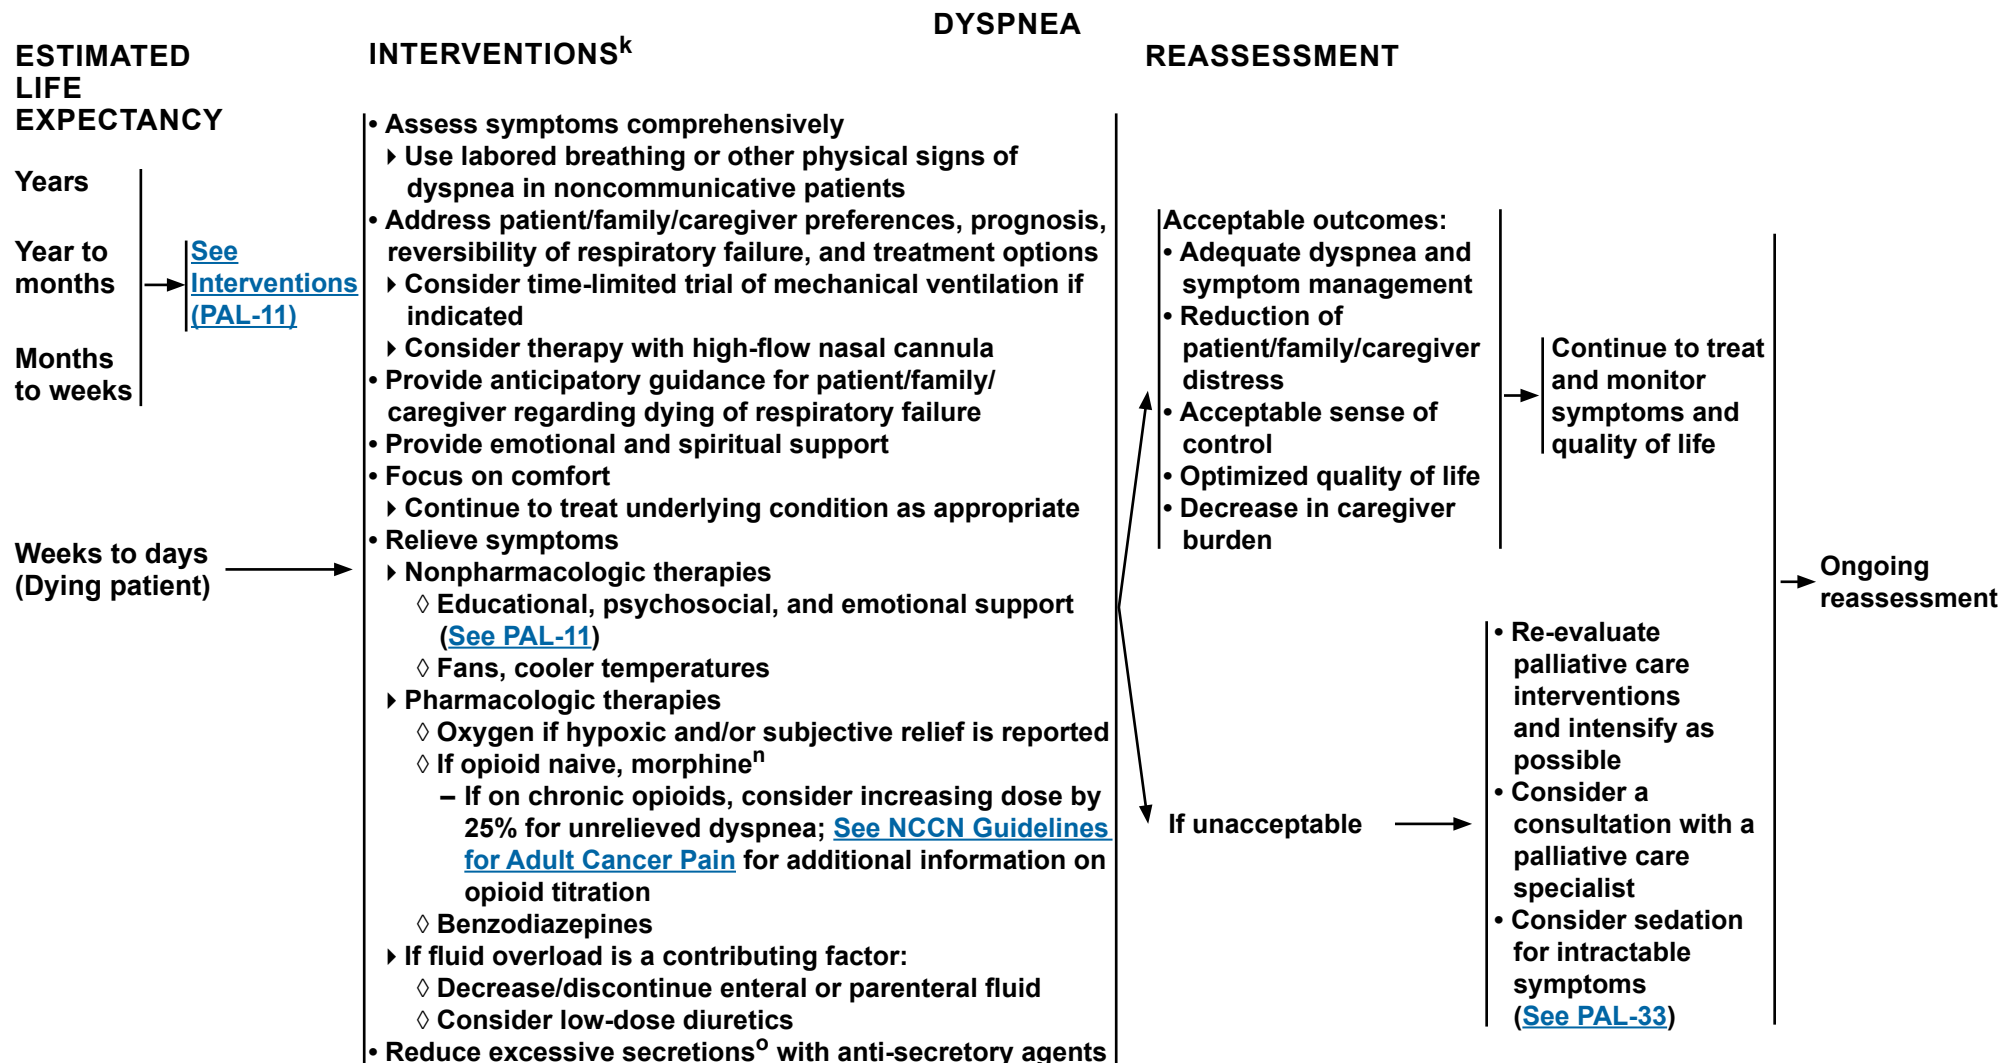 DYSPNEA
ESTIMATED
LIFE
EXPECTANCY
INTERVENTIONSᵏ
REASSESSMENT
Years
Year to
months
Months
to weeks
See
Interventions
(PAL-11)
Weeks to days
(Dying patient)
• Assess symptoms comprehensively
▸ Use labored breathing or other physical signs of
dyspnea in noncommunicative patients
• Address patient/family/caregiver preferences, prognosis,
reversibility of respiratory failure, and treatment options
▸ Consider time-limited trial of mechanical ventilation if
indicated
▸ Consider therapy with high-flow nasal cannula
• Provide anticipatory guidance for patient/family/
caregiver regarding dying of respiratory failure
• Provide emotional and spiritual support
• Focus on comfort
▸ Continue to treat underlying condition as appropriate
• Relieve symptoms
▸ Nonpharmacologic therapies
◊ Educational, psychosocial, and emotional support
(See PAL-11)
◊ Fans, cooler temperatures
▸ Pharmacologic therapies
◊ Oxygen if hypoxic and/or subjective relief is reported
◊ If opioid naive, morphineⁿ
– If on chronic opioids, consider increasing dose by
25% for unrelieved dyspnea; See NCCN Guidelines
for Adult Cancer Pain for additional information on
opioid titration
◊ Benzodiazepines
▸ If fluid overload is a contributing factor:
◊ Decrease/discontinue enteral or parenteral fluid
◊ Consider low-dose diuretics
• Reduce excessive secretionsᵒ with anti-secretory agents
Acceptable outcomes:
• Adequate dyspnea and
symptom management
• Reduction of
patient/family/caregiver
distress
• Acceptable sense of
control
• Optimized quality of life
• Decrease in caregiver
burden
Continue to treat
and monitor
symptoms and
quality of life
If unacceptable
• Re-evaluate
palliative care
interventions
and intensify as
possible
• Consider a
consultation with a
palliative care
specialist
• Consider sedation
for intractable
symptoms
(See PAL-33)
Ongoing
reassessment